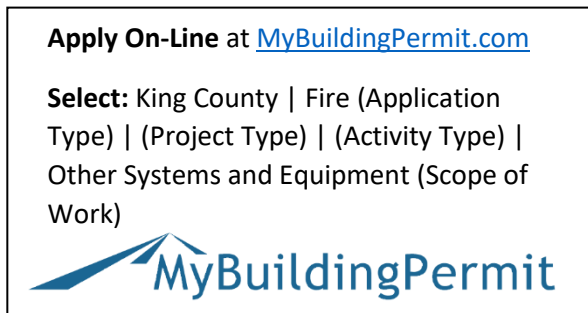 Apply On-Line at MyBuildingPermit.com
Select: King County | Fire (Application
Type) | (Project Type) | (Activity Type) |
Other Systems and Equipment (Scope of
Work)
MyBuildingPermit